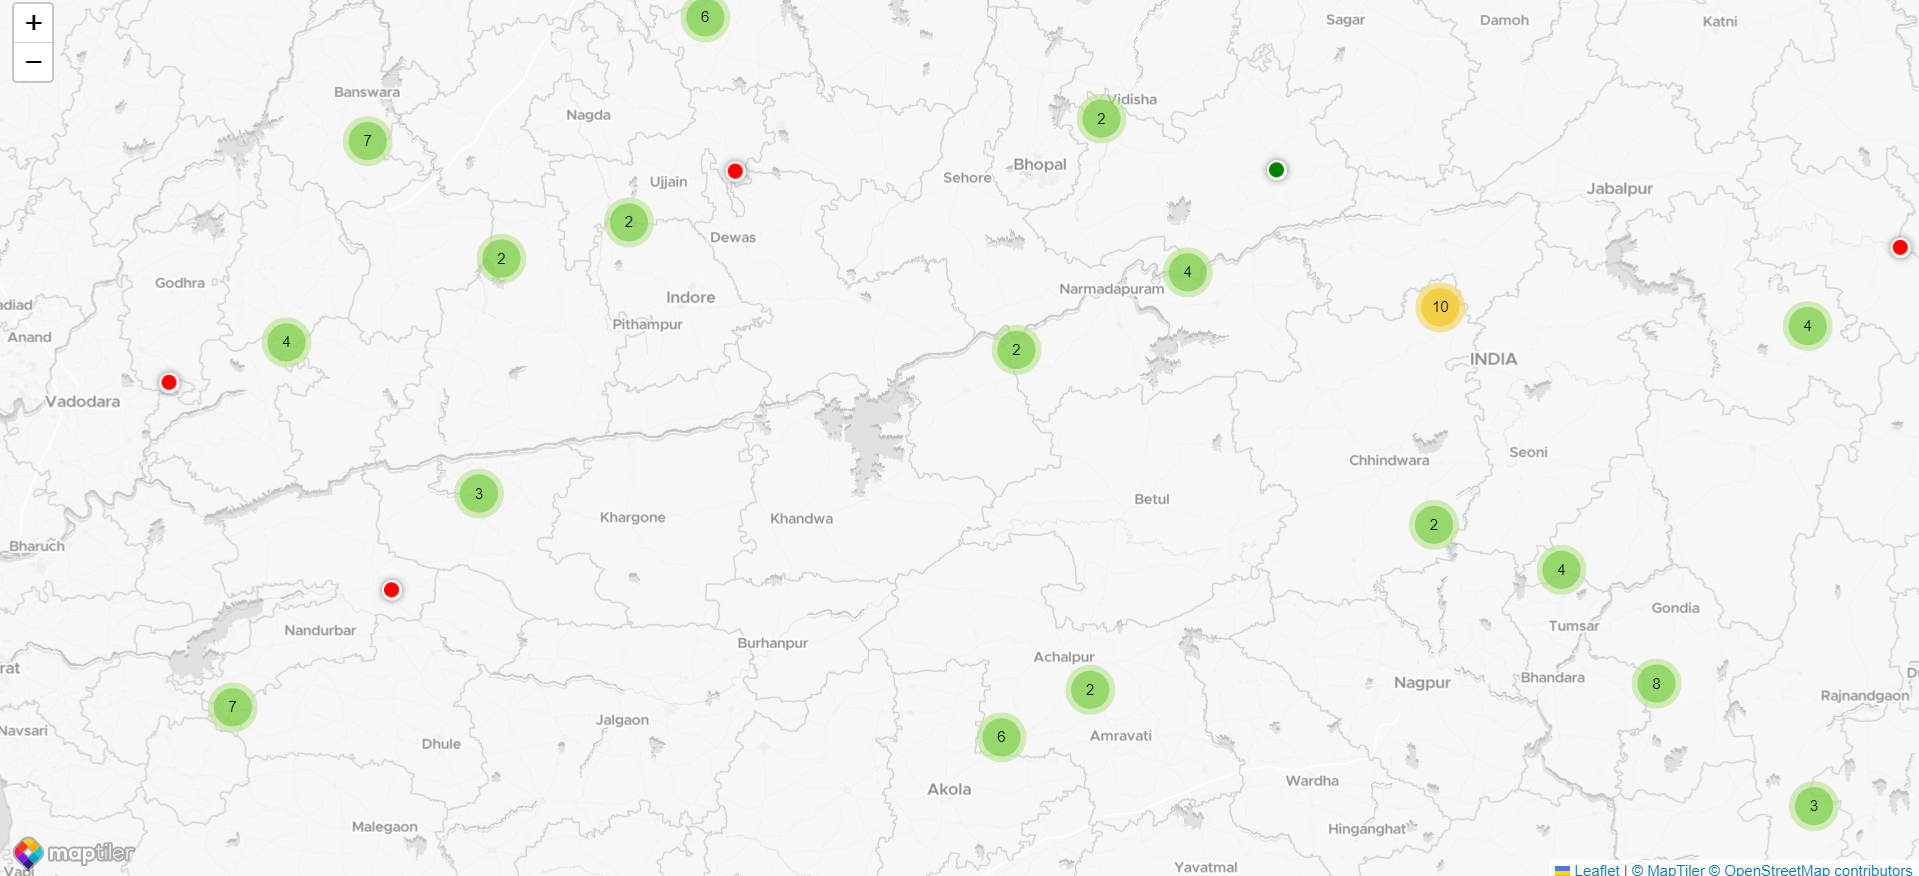 +
−
6
Sagar
Damoh
Katni
Banswara
Nagda
Vidisha
2
7
Bhopal
Sehore
Ujjain
Jabalpur
2
Dewas
2
4
Narmadapuram
Godhra
Indore
10
adiad
Pithampur
4
Anand
4
2
INDIA
Vadodara
Seoni
Chhindwara
3
Betul
Khargone
Khandwa
2
Bharuch
4
Gondia
Tumsar
Nandurbar
Burhanpur
Achalpur
rat
Bhandara
Nagpur
8
2
Rajnandgaon
7
Jalgaon
Navsari
6
Amravati
Dhule
Wardha
Akola
3
Malegaon
Hinganghat
maptiler
Yavatmal
Vapi
Leaflet | © MapTiler © OpenStreetMap contributors